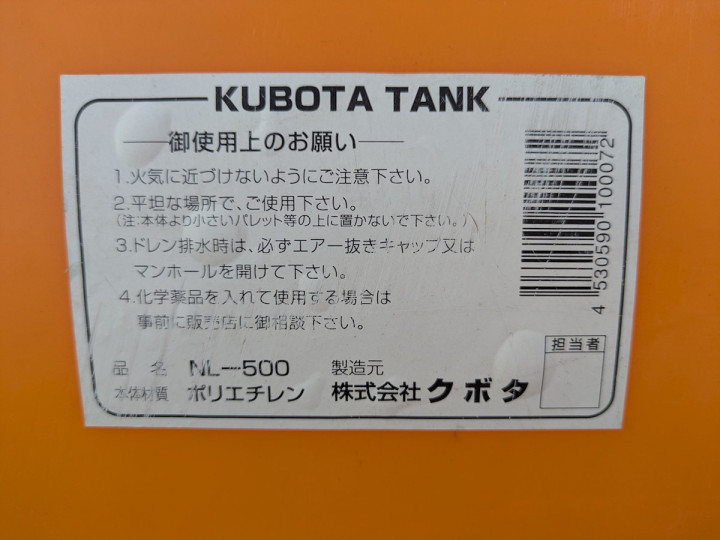 KUBOTA TANK
御使用上のお願い
1.火気に近づけないようにご注意下さい。
2.平坦な場所で、ご使用下さい。
(注:本体より小さいパレット等の上に置かないで下さい。)
3.ドレン排水時は、必ずエアー抜きキャップ又は
マンホールを開けて下さい。
4.化学薬品を入れて使用する場合は
事前に販売店に御相談下さい。
品名 NL-500 製造元
本体材質 ポリエチレン 株式会社クボタ
担当者
4 530590 100072